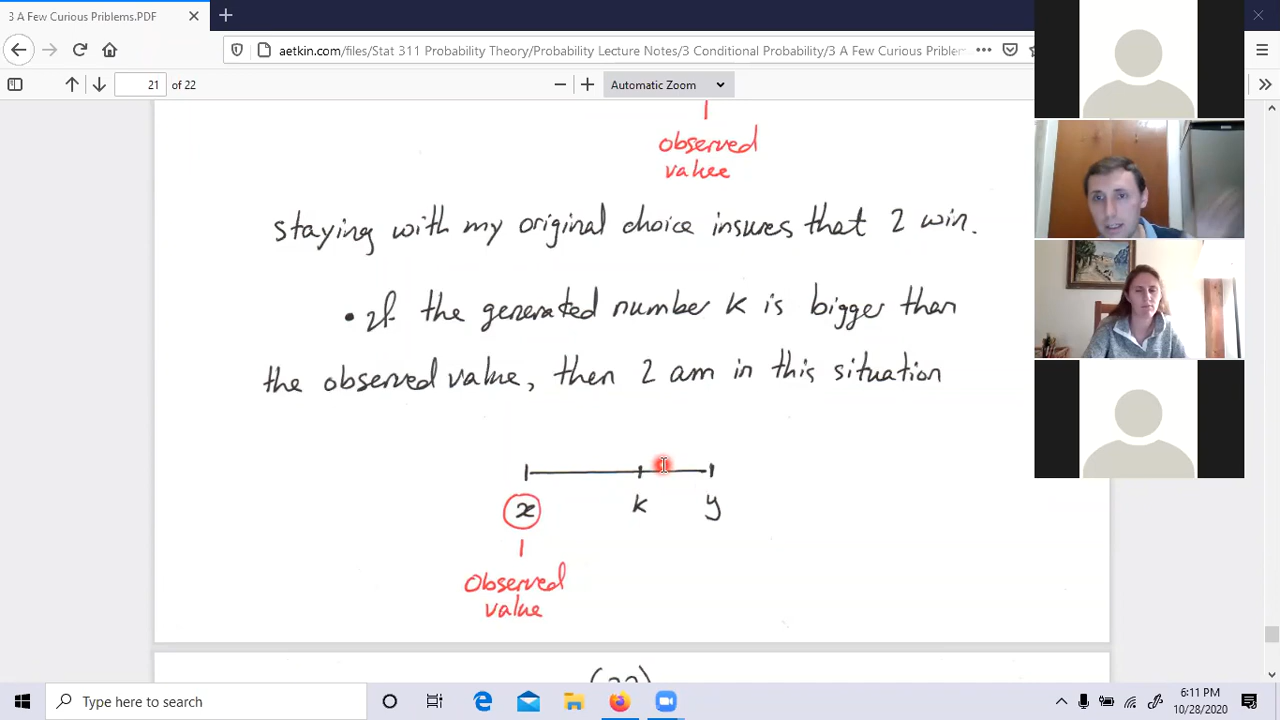 3 A Few Curious Priblems.PDF
aetkin.com/files/Stat 311 Probability Theory/Probability Lecture Notes/3 Conditional Probability/3 A Few Curious Priblem
21 of 22
Automatic Zoom
observed
valuee
staying with my original choice insures that I win.
• If the generated number k is bigger than
the observed value, then I am in this situation
x k y
observed
value
(22)
Type here to search
6:11 PM
10/28/2020